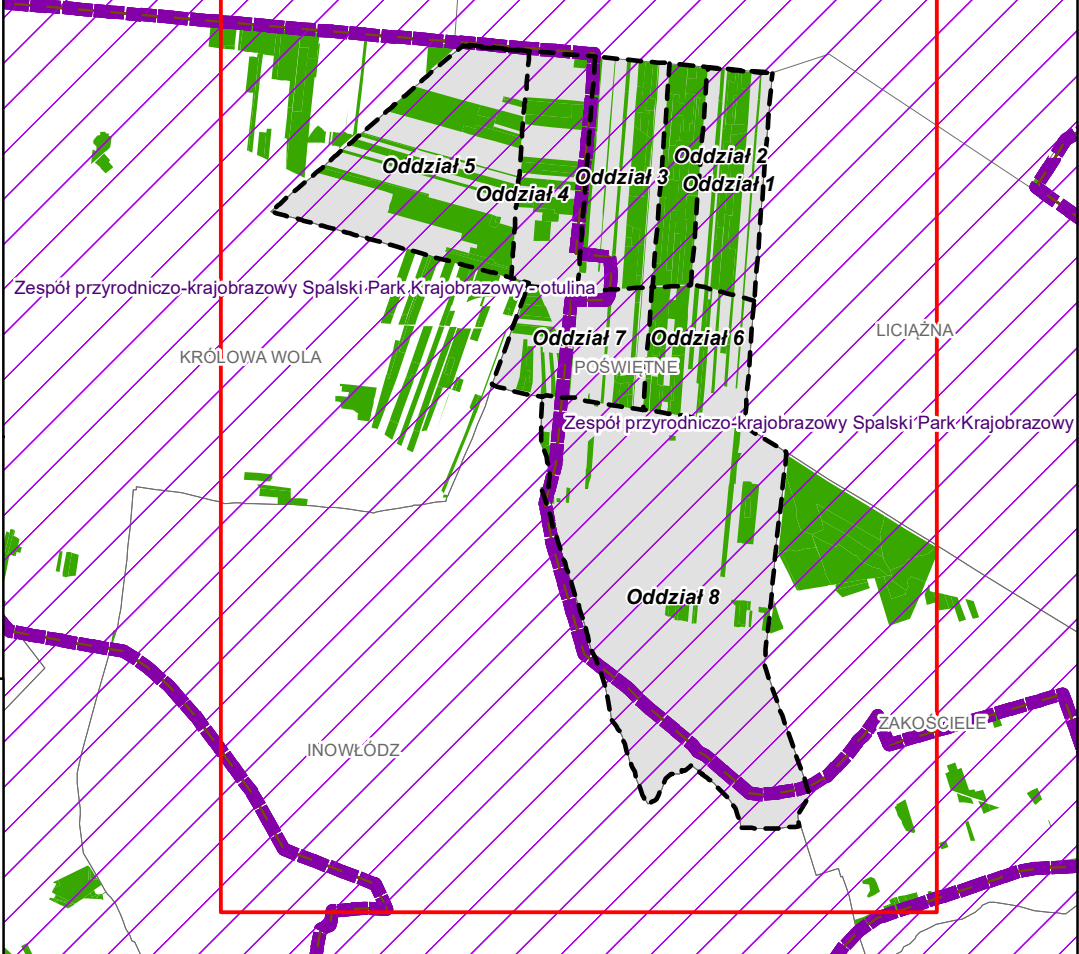 Oddział 2
Oddział 5
Oddział 3
Oddział 1
Oddział 4
Zespół przyrodniczo-krajobrazowy Spalski Park Krajobrazowy - otulina
LICIĄŻNA
Oddział 7
Oddział 6
KRÓLOWA WOLA
POŚWIĘTNE
Zespół przyrodniczo-krajobrazowy Spalski Park Krajobrazowy
Oddział 8
ZAKOŚCIELE
INOWŁÓDZ